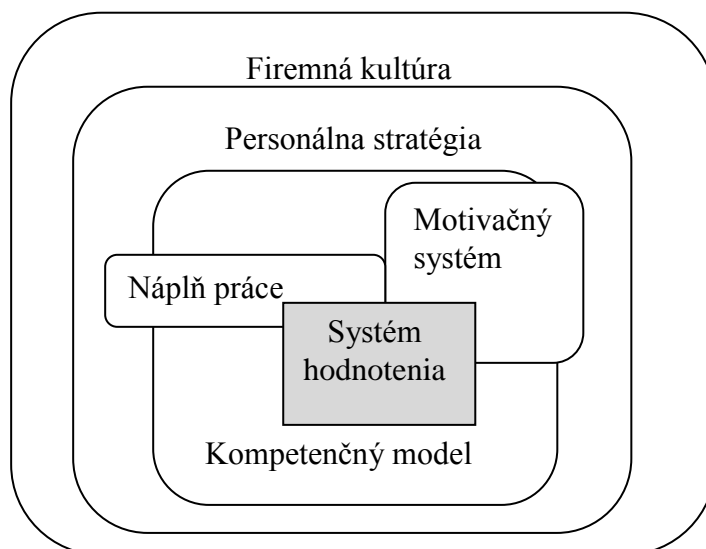 Firemná kultúra
Personálna stratégia
Motivačný
systém
Náplň práce
Systém
hodnotenia
Kompetenčný model